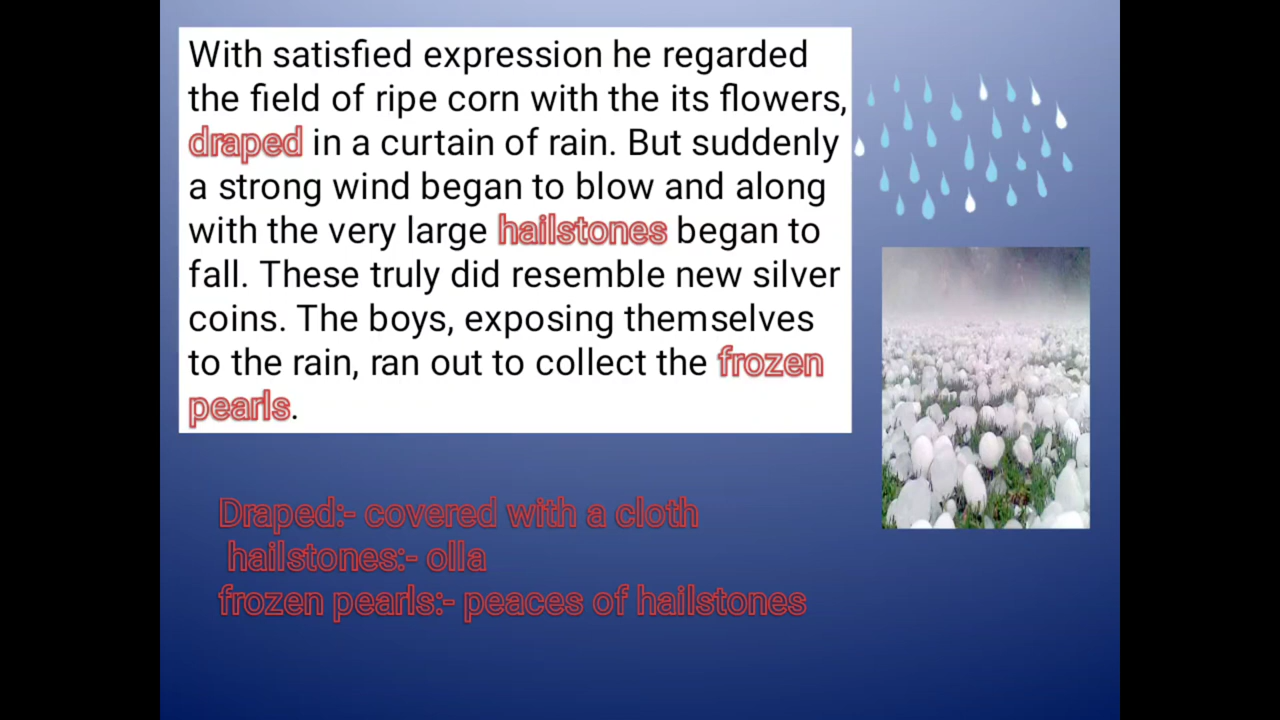 With satisfied expression he regarded
the field of ripe corn with the its flowers,
draped in a curtain of rain. But suddenly
a strong wind began to blow and along
with the very large hailstones began to
fall. These truly did resemble new silver
coins. The boys, exposing themselves
to the rain, ran out to collect the frozen
pearls.
Draped:- covered with a cloth
hailstones:- olla
frozen pearls:- peaces of hailstones